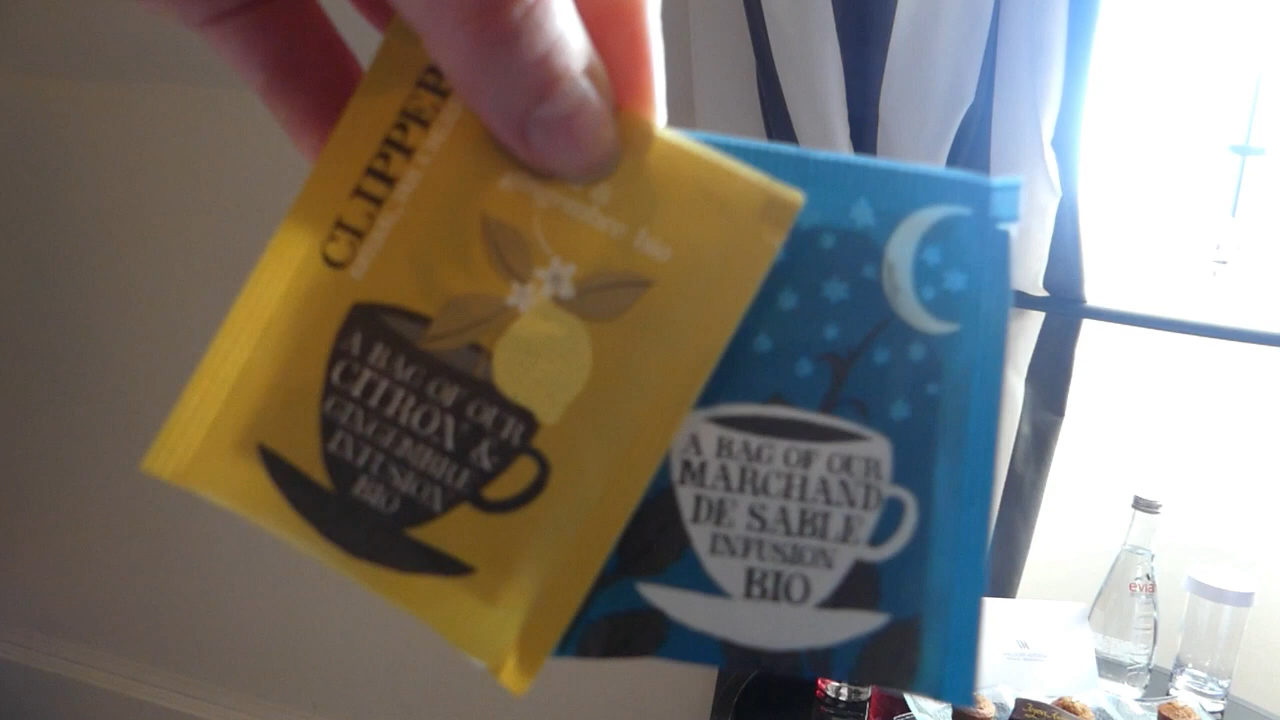 CLIPPER
A BAG OF OUR
CITRON &
GINGEMBRE
INFUSION
BIO
A BAG OF OUR
MARCHAND
DE SABLE
INFUSION
BIO
evian